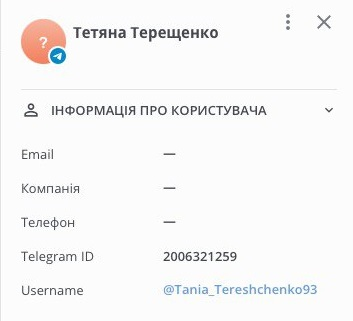 ?
Тетяна Терещенко
ІНФОРМАЦІЯ ПРО КОРИСТУВАЧА
Email —
Компанія —
Телефон —
Telegram ID 2006321259
Username @Tania_Tereshchenko93